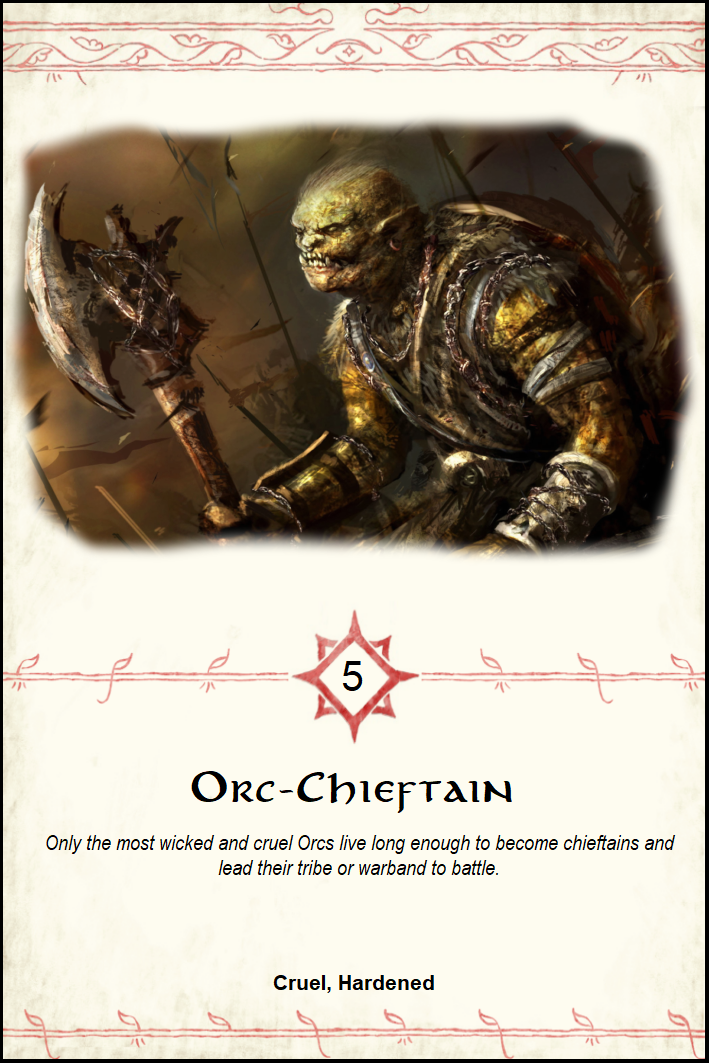 5
Orc-Chieftain
Only the most wicked and cruel Orcs live long enough to become chieftains and
lead their tribe or warband to battle.
Cruel, Hardened